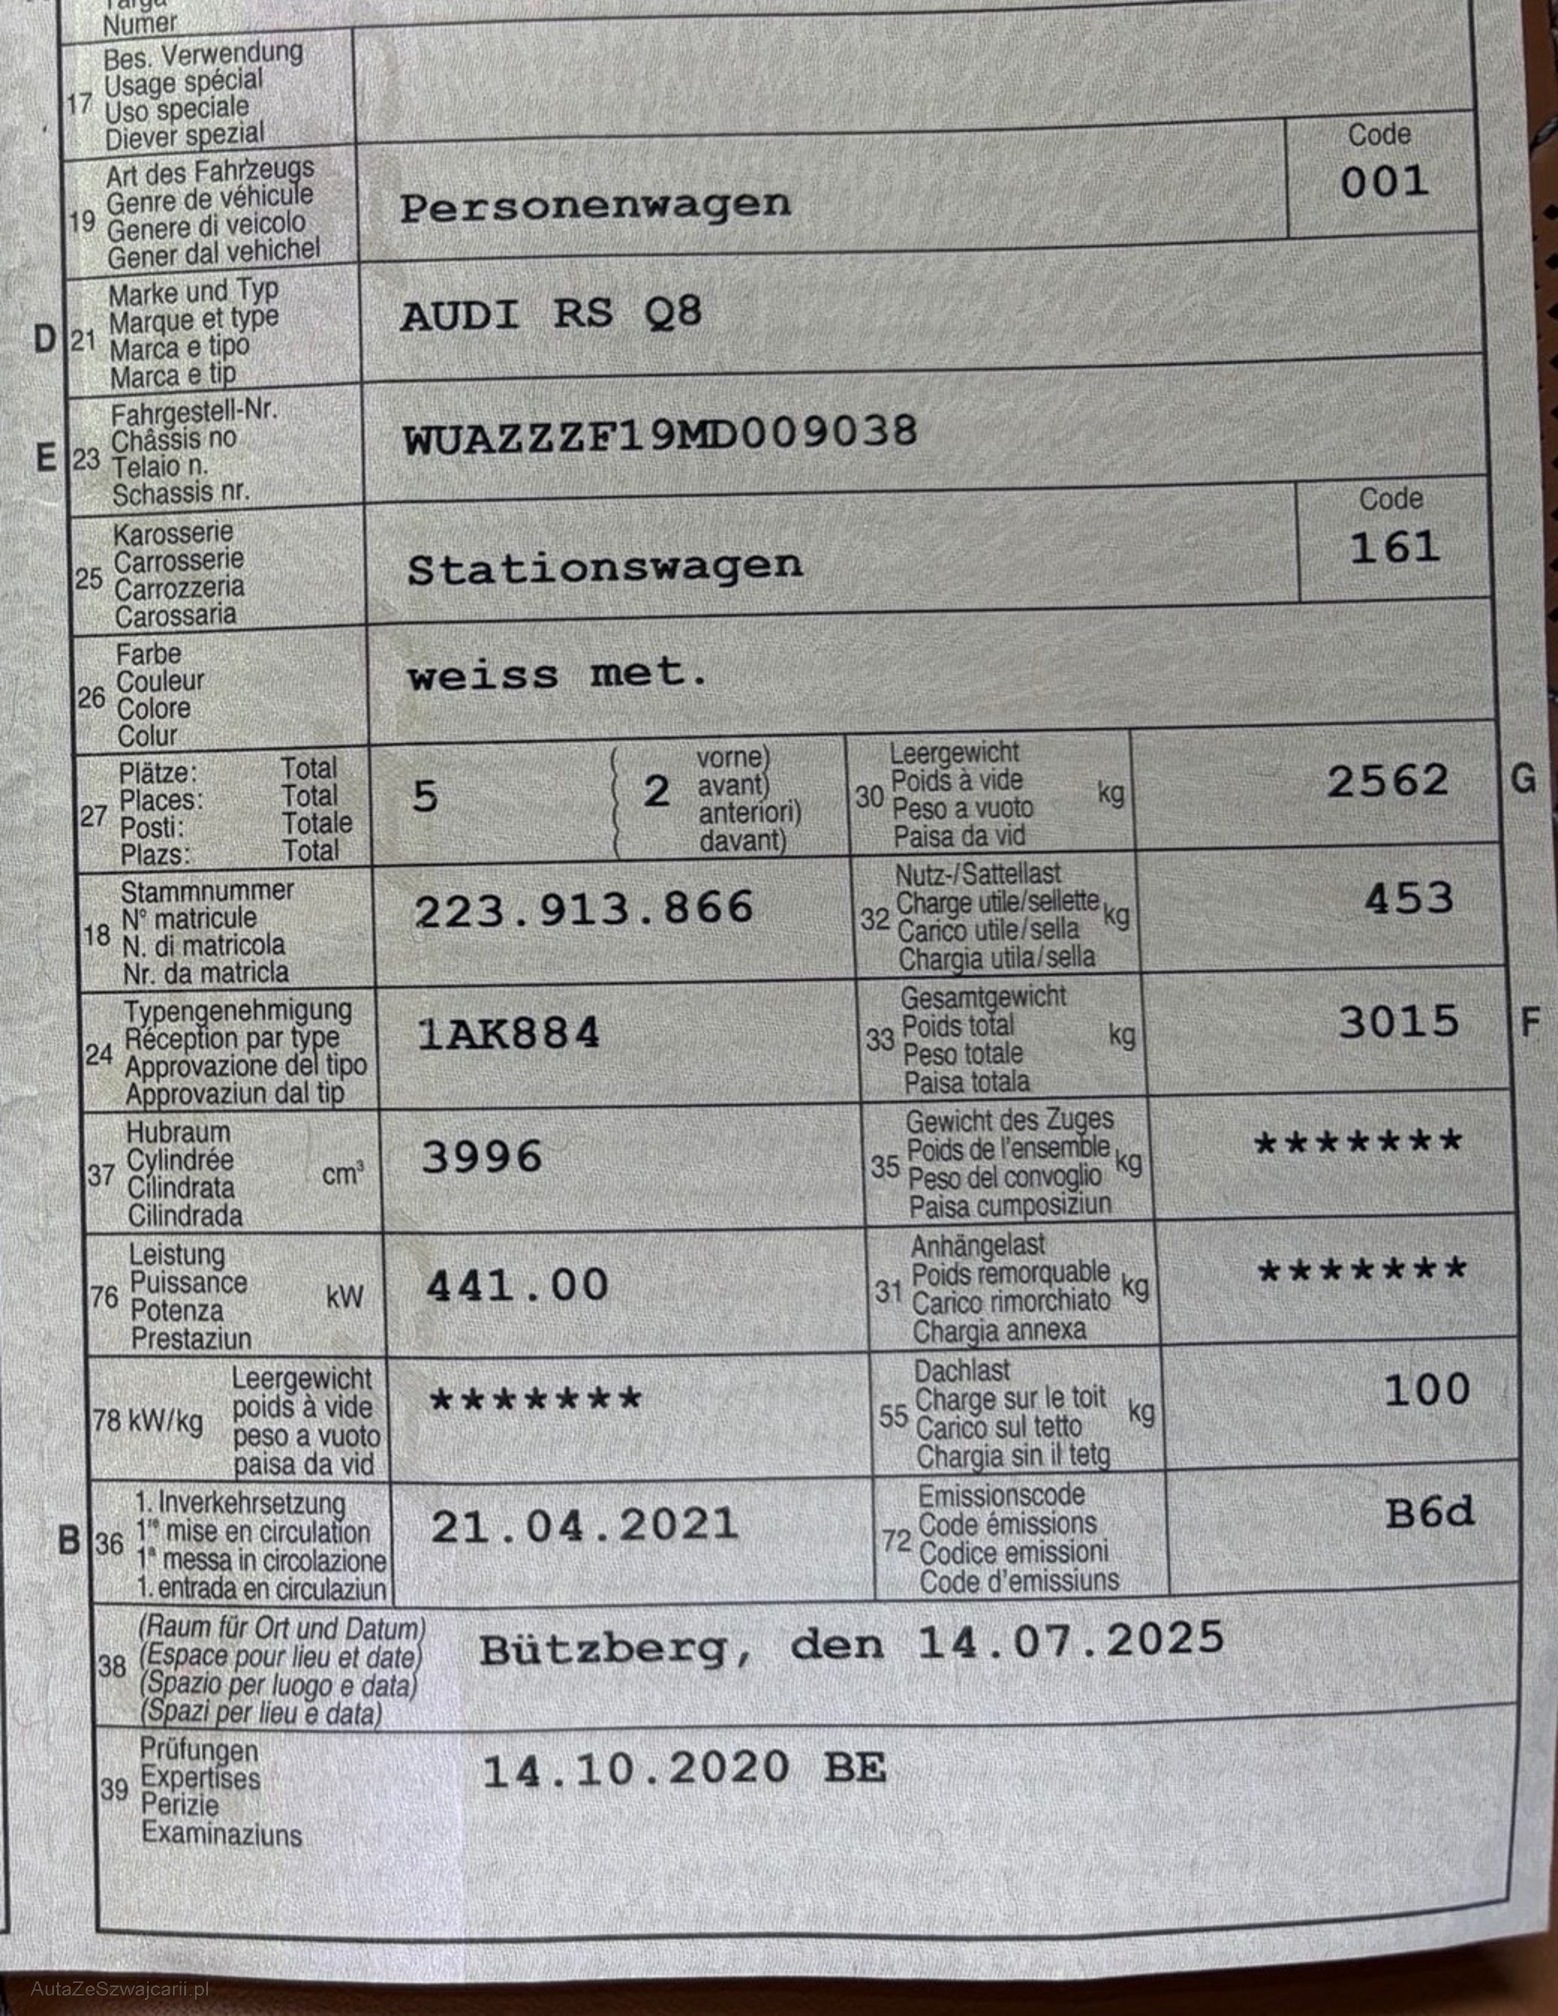 Targa
Numer
17 Bes. Verwendung
Usage spécial
Uso speciale
Diever spezial
19 Art des Fahrzeugs
Genre de véhicule
Genere di veicolo
Gener dal vehichel
Personenwagen
Code
001
D 21 Marke und Typ
Marque et type
Marca e tipo
Marca e tip
AUDI RS Q8
E 23 Fahrgestell-Nr.
Châssis no
Telaio n.
Schassis nr.
WUAZZZF19MD009038
25 Karosserie
Carrosserie
Carrozzeria
Carossaria
Stationswagen
Code
161
26 Farbe
Couleur
Colore
Colur
weiss met.
27 Plätze: Total
Places: Total
Posti: Totale
Plazs: Total
5 ( 2 vorne)
avant)
anteriori)
davant)
30 Leergewicht
Poids à vide
Peso a vuoto
Paisa da vid
kg
2562 G
18 Stammnummer
N° matricule
N. di matricola
Nr. da matricla
223.913.866
32 Nutz-/Sattellast
Charge utile/sellette
Carico utile/sella
Chargia utila/sella
kg
453
24 Typengenehmigung
Réception par type
Approvazione del tipo
Approvaziun dal tip
1AK884
33 Gesamtgewicht
Poids total
Peso totale
Paisa totala
kg
3015 F
37 Hubraum
Cylindrée
Cilindrata
Cilindrada
cm³
3996
35 Gewicht des Zuges
Poids de l'ensemble
Peso del convoglio
Paisa cumposiziun
kg
*******
76 Leistung
Puissance
Potenza
Prestaziun
kW
441.00
31 Anhängelast
Poids remorquable
Carico rimorchiato
Chargia annexa
kg
*******
78 kW/kg Leergewicht
poids à vide
peso a vuoto
paisa da vid
*******
55 Dachlast
Charge sur le toit
Carico sul tetto
Chargia sin il tetg
kg
100
B 36 1. Inverkehrsetzung
1re mise en circulation
1a messa in circolazione
1. entrada en circulaziun
21.04.2021
72 Emissionscode
Code émissions
Codice emissioni
Code d'emissiuns
B6d
38 (Raum für Ort und Datum)
(Espace pour lieu et date)
(Spazio per luogo e data)
(Spazi per lieu e data)
Bützberg, den 14.07.2025
39 Prüfungen
Expertises
Perizie
Examinaziuns
14.10.2020 BE
AutaZeSzwajcarii.pl